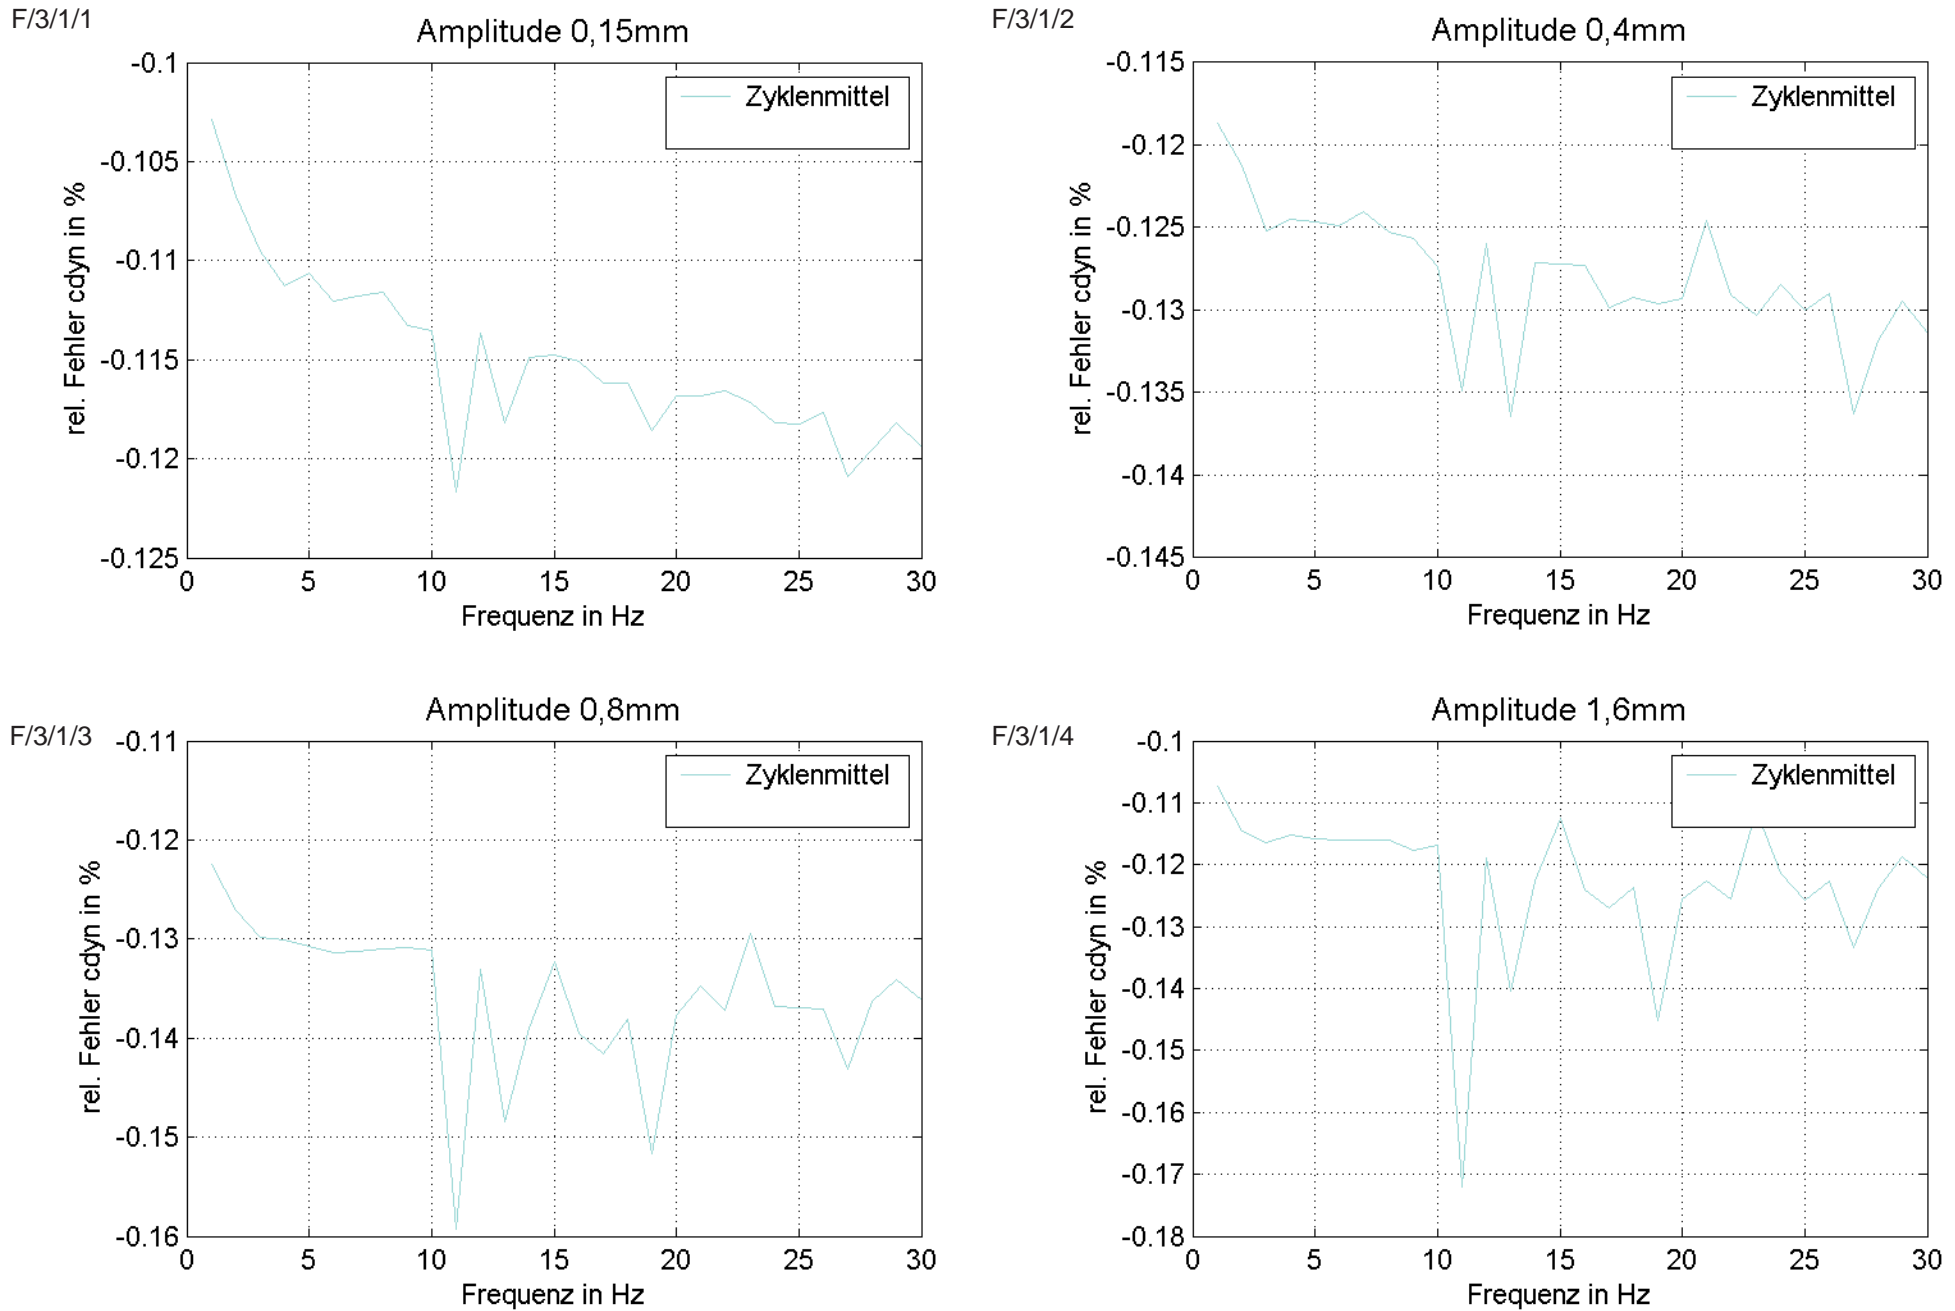 F/3/1/1
Amplitude 0,15mm
Zyklenmittel
rel. Fehler cdyn in %
-0.1
-0.105
-0.11
-0.115
-0.12
-0.125
0 5 10 15 20 25 30
Frequenz in Hz
F/3/1/2
Amplitude 0,4mm
Zyklenmittel
rel. Fehler cdyn in %
-0.115
-0.12
-0.125
-0.13
-0.135
-0.14
-0.145
0 5 10 15 20 25 30
Frequenz in Hz
F/3/1/3
Amplitude 0,8mm
Zyklenmittel
rel. Fehler cdyn in %
-0.11
-0.12
-0.13
-0.14
-0.15
-0.16
0 5 10 15 20 25 30
Frequenz in Hz
F/3/1/4
Amplitude 1,6mm
Zyklenmittel
rel. Fehler cdyn in %
-0.1
-0.11
-0.12
-0.13
-0.14
-0.15
-0.16
-0.17
-0.18
0 5 10 15 20 25 30
Frequenz in Hz